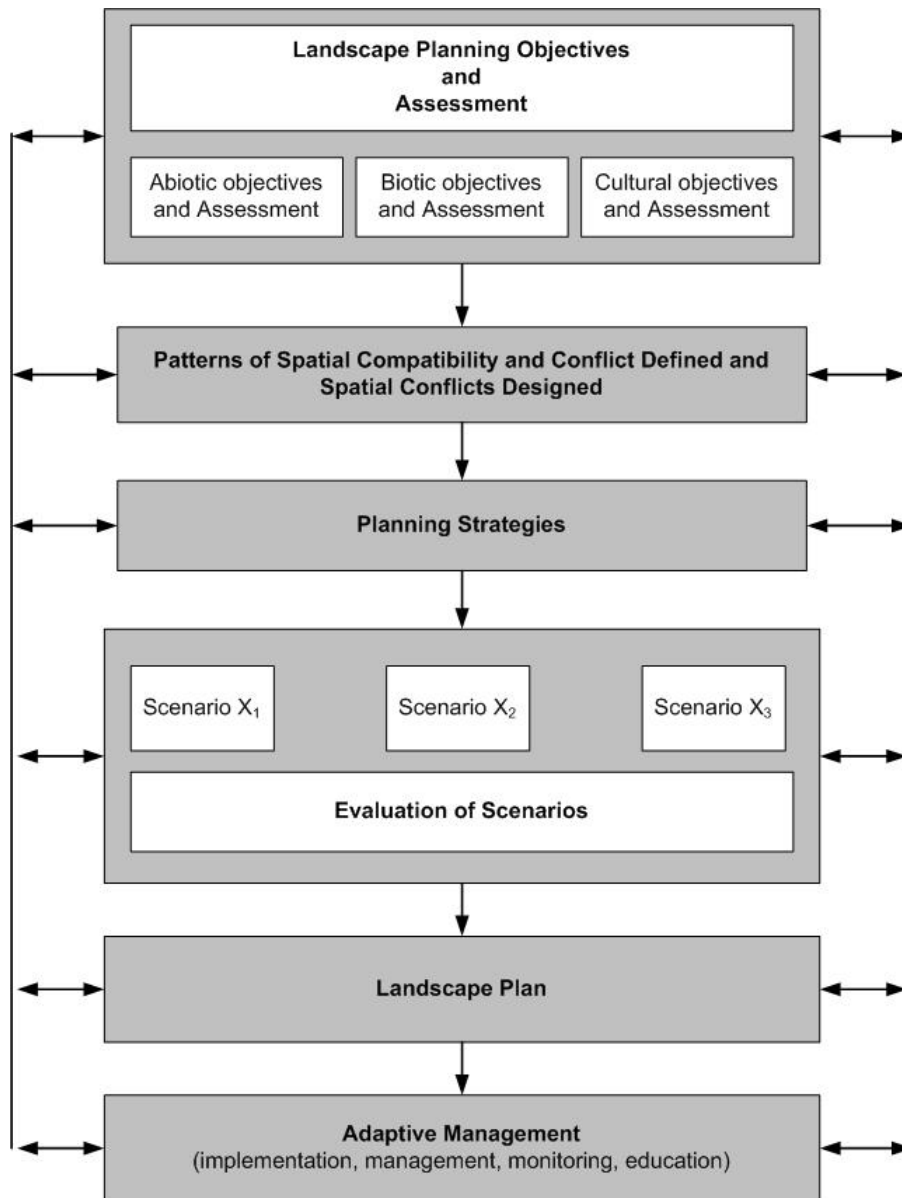 Landscape Planning Objectives
and
Assessment
Abiotic objectives
and Assessment
Biotic objectives
and Assessment
Cultural objectives
and Assessment
Patterns of Spatial Compatibility and Conflict Defined and
Spatial Conflicts Designed
Planning Strategies
Scenario X₁
Scenario X₂
Scenario X₃
Evaluation of Scenarios
Landscape Plan
Adaptive Management
(implementation, management, monitoring, education)